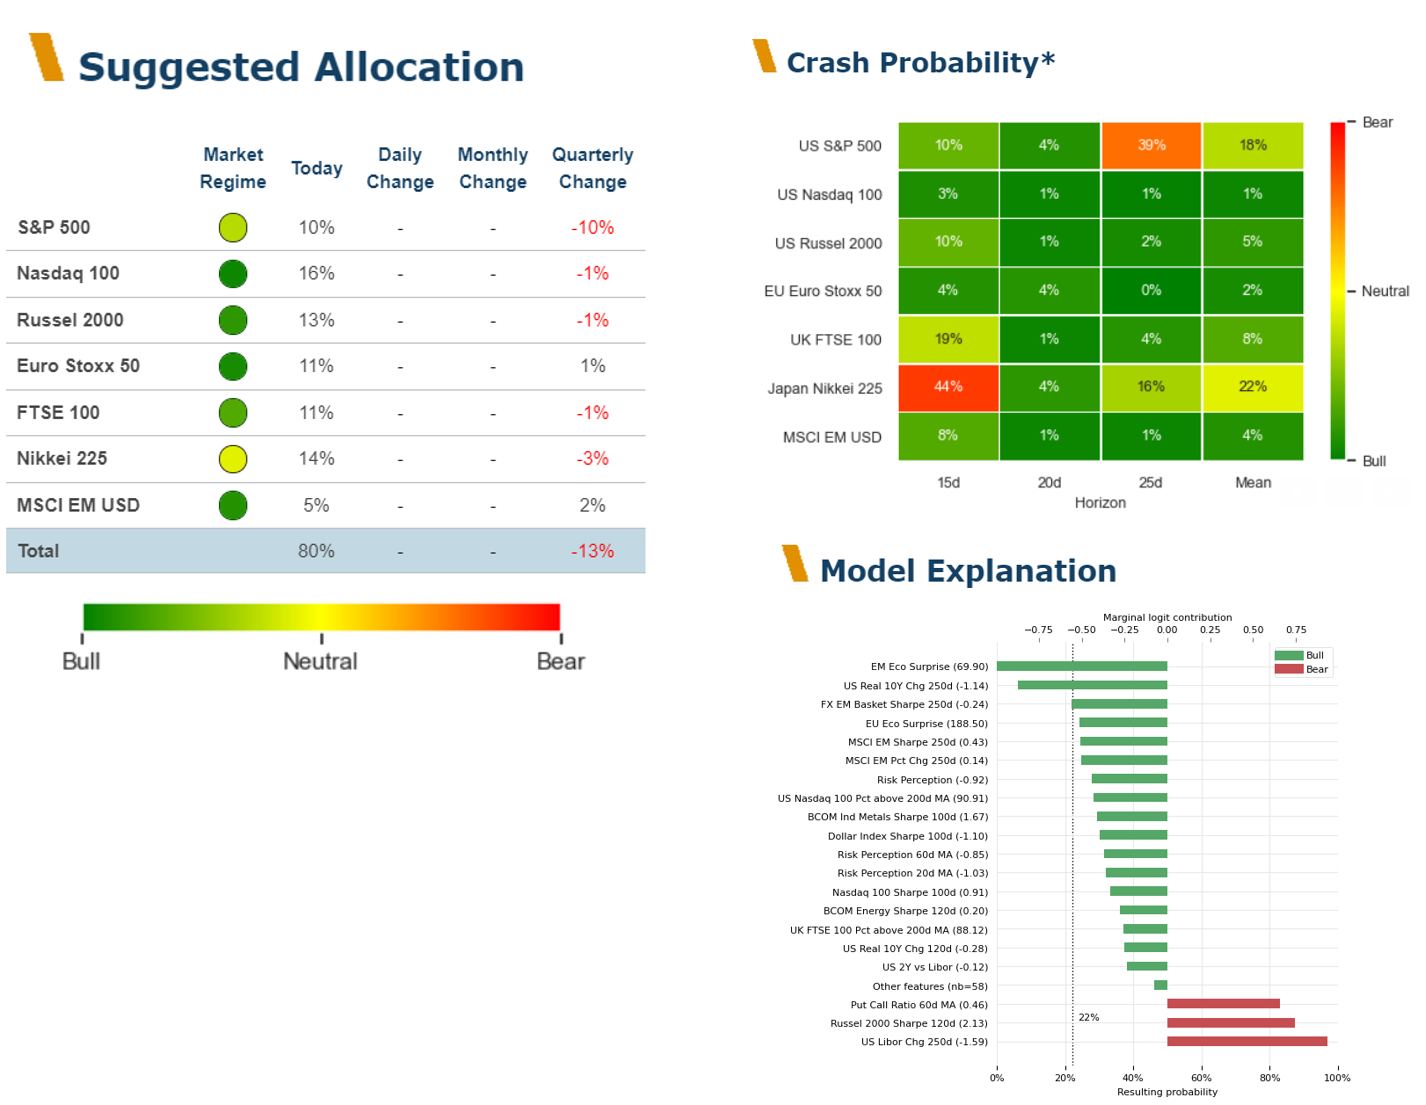 Suggested Allocation
Market Regime Today Daily Change Monthly Change Quarterly Change
S&P 500 10% - - -10%
Nasdaq 100 16% - - -1%
Russel 2000 13% - - -1%
Euro Stoxx 50 11% - - 1%
FTSE 100 11% - - -1%
Nikkei 225 14% - - -3%
MSCI EM USD 5% - - 2%
Total 80% - - -13%
Bull Neutral Bear
Crash Probability*
US S&P 500 10% 4% 39% 18%
US Nasdaq 100 3% 1% 1% 1%
US Russel 2000 10% 1% 2% 5%
EU Euro Stoxx 50 4% 4% 0% 2%
UK FTSE 100 19% 1% 4% 8%
Japan Nikkei 225 44% 4% 16% 22%
MSCI EM USD 8% 1% 1% 4%
15d 20d 25d Mean
Horizon
Bear
Neutral
Bull
Model Explanation
Marginal logit contribution
−0.75 −0.50 −0.25 0.00 0.25 0.50 0.75
Bull
Bear
EM Eco Surprise (69.90)
US Real 10Y Chg 250d (-1.14)
FX EM Basket Sharpe 250d (-0.24)
EU Eco Surprise (188.50)
MSCI EM Sharpe 250d (0.43)
MSCI EM Pct Chg 250d (0.14)
Risk Perception (-0.92)
US Nasdaq 100 Pct above 200d MA (90.91)
BCOM Ind Metals Sharpe 100d (1.67)
Dollar Index Sharpe 100d (-1.10)
Risk Perception 60d MA (-0.85)
Risk Perception 20d MA (-1.03)
Nasdaq 100 Sharpe 100d (0.91)
BCOM Energy Sharpe 120d (0.20)
UK FTSE 100 Pct above 200d MA (88.12)
US Real 10Y Chg 120d (-0.28)
US 2Y vs Libor (-0.12)
Other features (nb=58)
Put Call Ratio 60d MA (0.46)
Russel 2000 Sharpe 120d (2.13)
US Libor Chg 250d (-1.59)
22%
0% 20% 40% 60% 80% 100%
Resulting probability